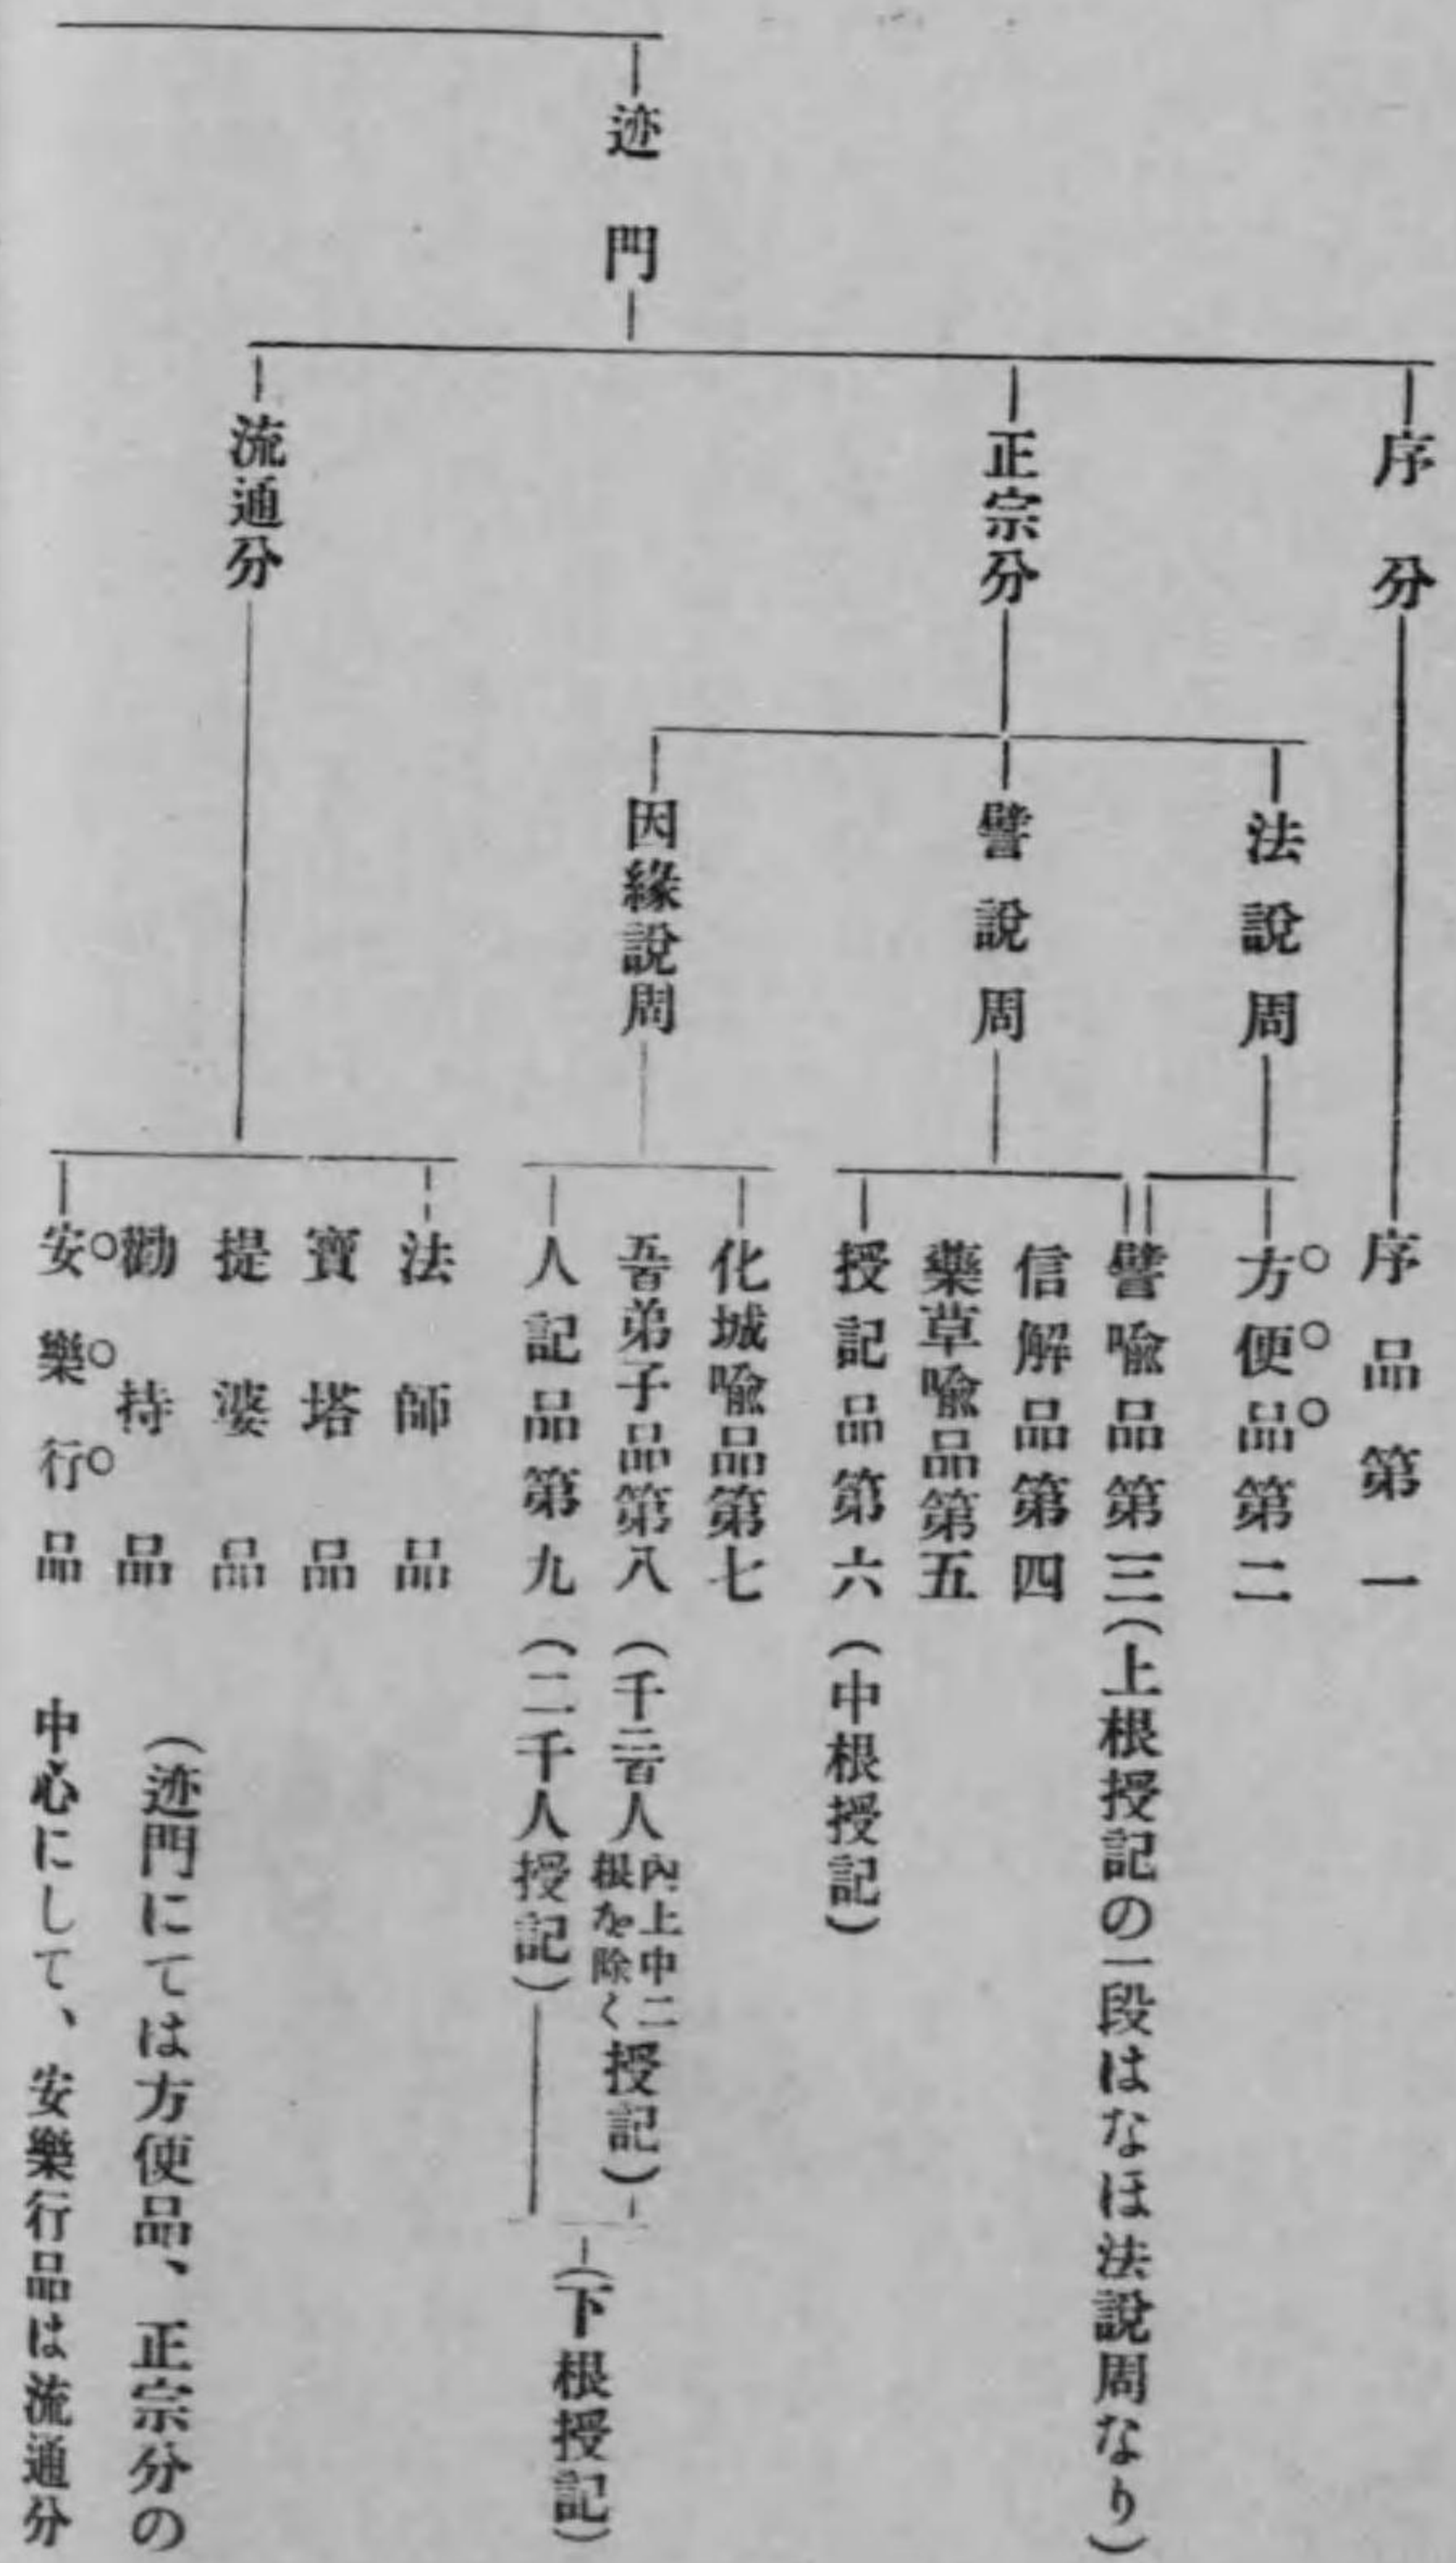 迹門
序分
正宗分
流通分
法說周
譬說周
因緣說周
序品第一
方便品第二
譬喩品第三(上根授記の一段はなほ法說周なり)
信解品第四
藥草喩品第五
授記品第六(中根授記)
化城喩品第七
五百弟子品第八(千二百人內上中二根を除く授記)
人記品第九(二千人授記)
(下根授記)
法師品
寶塔品
提婆品
勸持品
安樂行品
(迹門にては方便品、正宗分の
中心にして、安樂行品は流通分